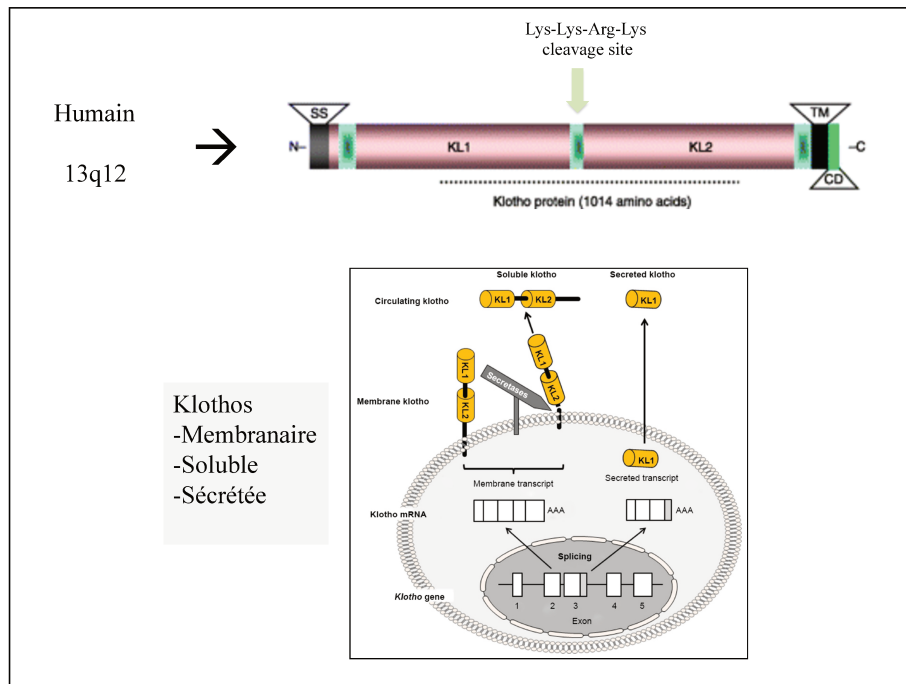 Lys-Lys-Arg-Lys
cleavage site
Humain
13q12
SS
TM
N–
KL1
KL2
–C
CD
Klotho protein (1014 amino acids)
Soluble klotho
Secreted klotho
Circulating klotho
KL1
KL2
KL1
KL1
KL2
KL1
KL2
Secretases
Membrane klotho
KL1
Membrane transcript
Secreted transcript
AAA
AAA
Klotho mRNA
Splicing
Klotho gene
1
2
3
4
5
Exon
Klothos
-Membranaire
-Soluble
-Sécrétée